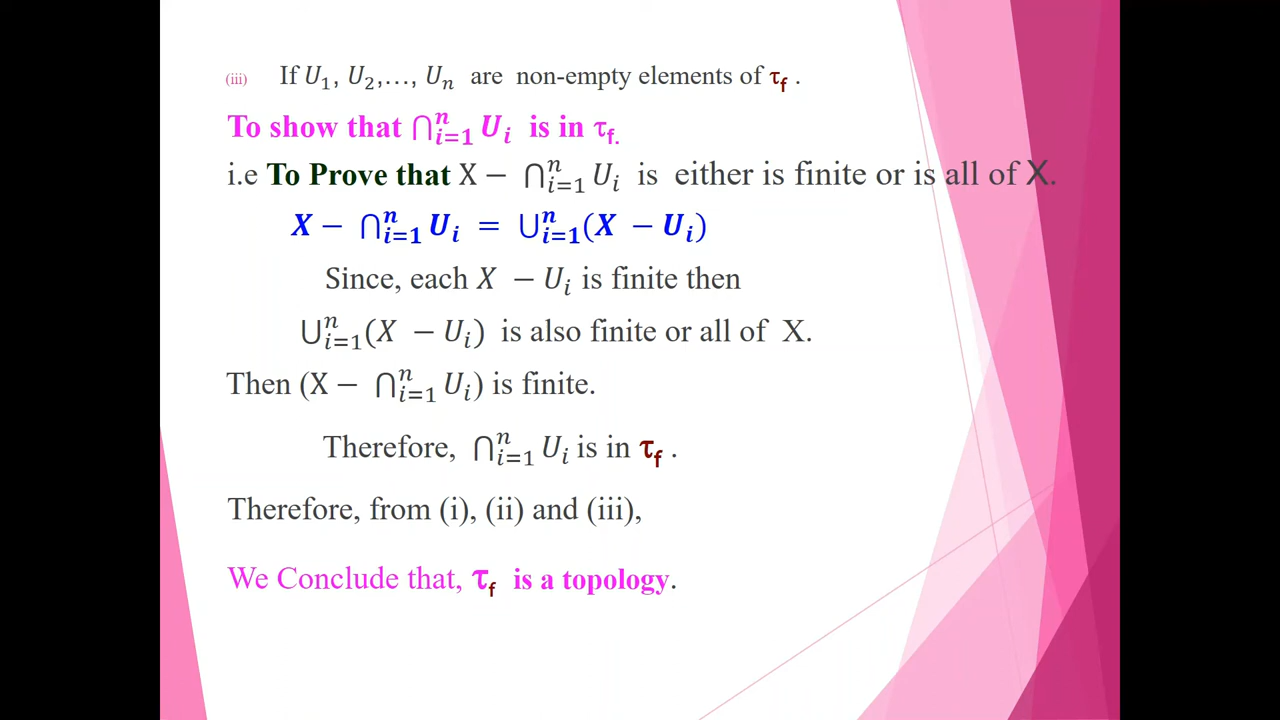 (iii) If U₁, U₂,…, Uₙ are non-empty elements of τf .
To show that ⋂ⁿᵢ₌₁ Uᵢ is in τf.
i.e To Prove that X − ⋂ⁿᵢ₌₁ Uᵢ is either is finite or is all of X.
X − ⋂ⁿᵢ₌₁ Uᵢ = ⋃ⁿᵢ₌₁(X − Uᵢ)
Since, each X − Uᵢ is finite then
⋃ⁿᵢ₌₁(X − Uᵢ) is also finite or all of X.
Then (X − ⋂ⁿᵢ₌₁ Uᵢ) is finite.
Therefore, ⋂ⁿᵢ₌₁ Uᵢ is in τf .
Therefore, from (i), (ii) and (iii),
We Conclude that, τf is a topology.